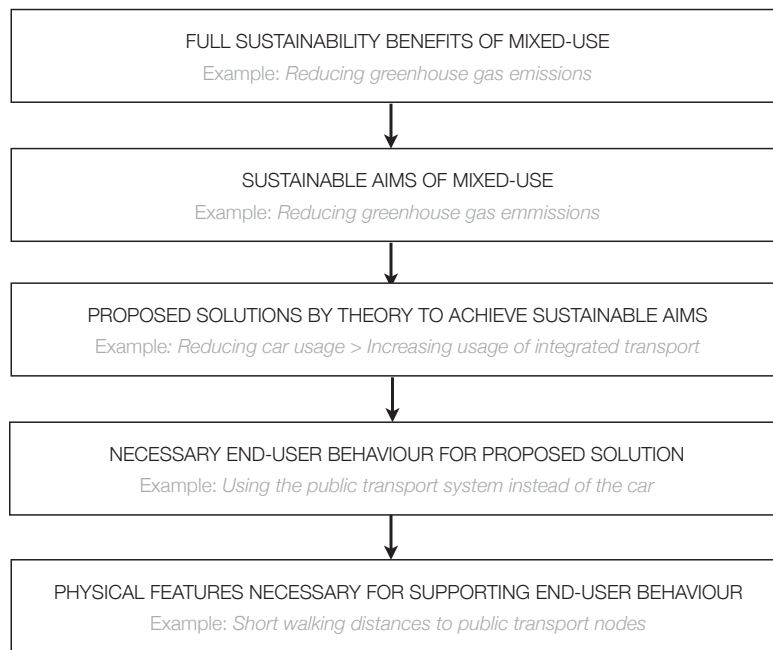 FULL SUSTAINABILITY BENEFITS OF MIXED-USE
Example: Reducing greenhouse gas emissions
SUSTAINABLE AIMS OF MIXED-USE
Example: Reducing greenhouse gas emmissions
PROPOSED SOLUTIONS BY THEORY TO ACHIEVE SUSTAINABLE AIMS
Example: Reducing car usage > Increasing usage of integrated transport
NECESSARY END-USER BEHAVIOUR FOR PROPOSED SOLUTION
Example: Using the public transport system instead of the car
PHYSICAL FEATURES NECESSARY FOR SUPPORTING END-USER BEHAVIOUR
Example: Short walking distances to public transport nodes